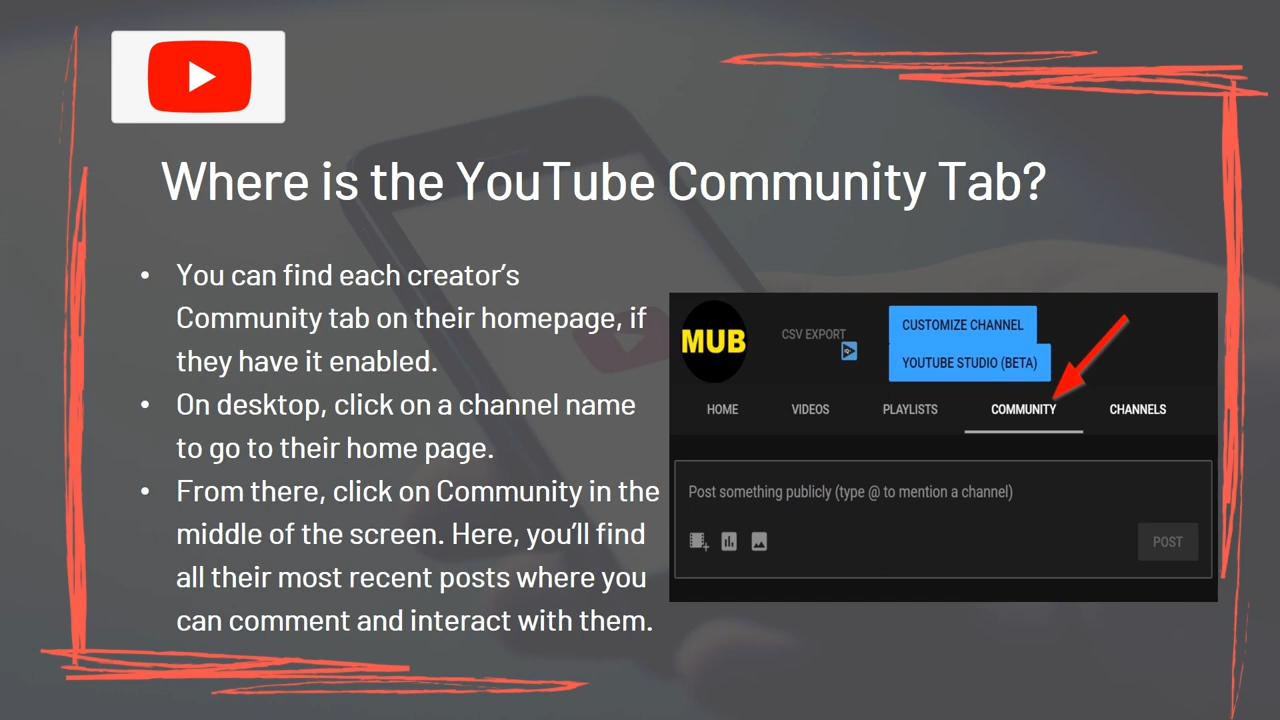 Where is the YouTube Community Tab?
• You can find each creator’s
Community tab on their homepage, if
they have it enabled.
• On desktop, click on a channel name
to go to their home page.
• From there, click on Community in the
middle of the screen. Here, you’ll find
all their most recent posts where you
can comment and interact with them.
MUB
CSV EXPORT
CUSTOMIZE CHANNEL
YOUTUBE STUDIO (BETA)
HOME VIDEOS PLAYLISTS COMMUNITY CHANNELS
Post something publicly (type @ to mention a channel)
POST